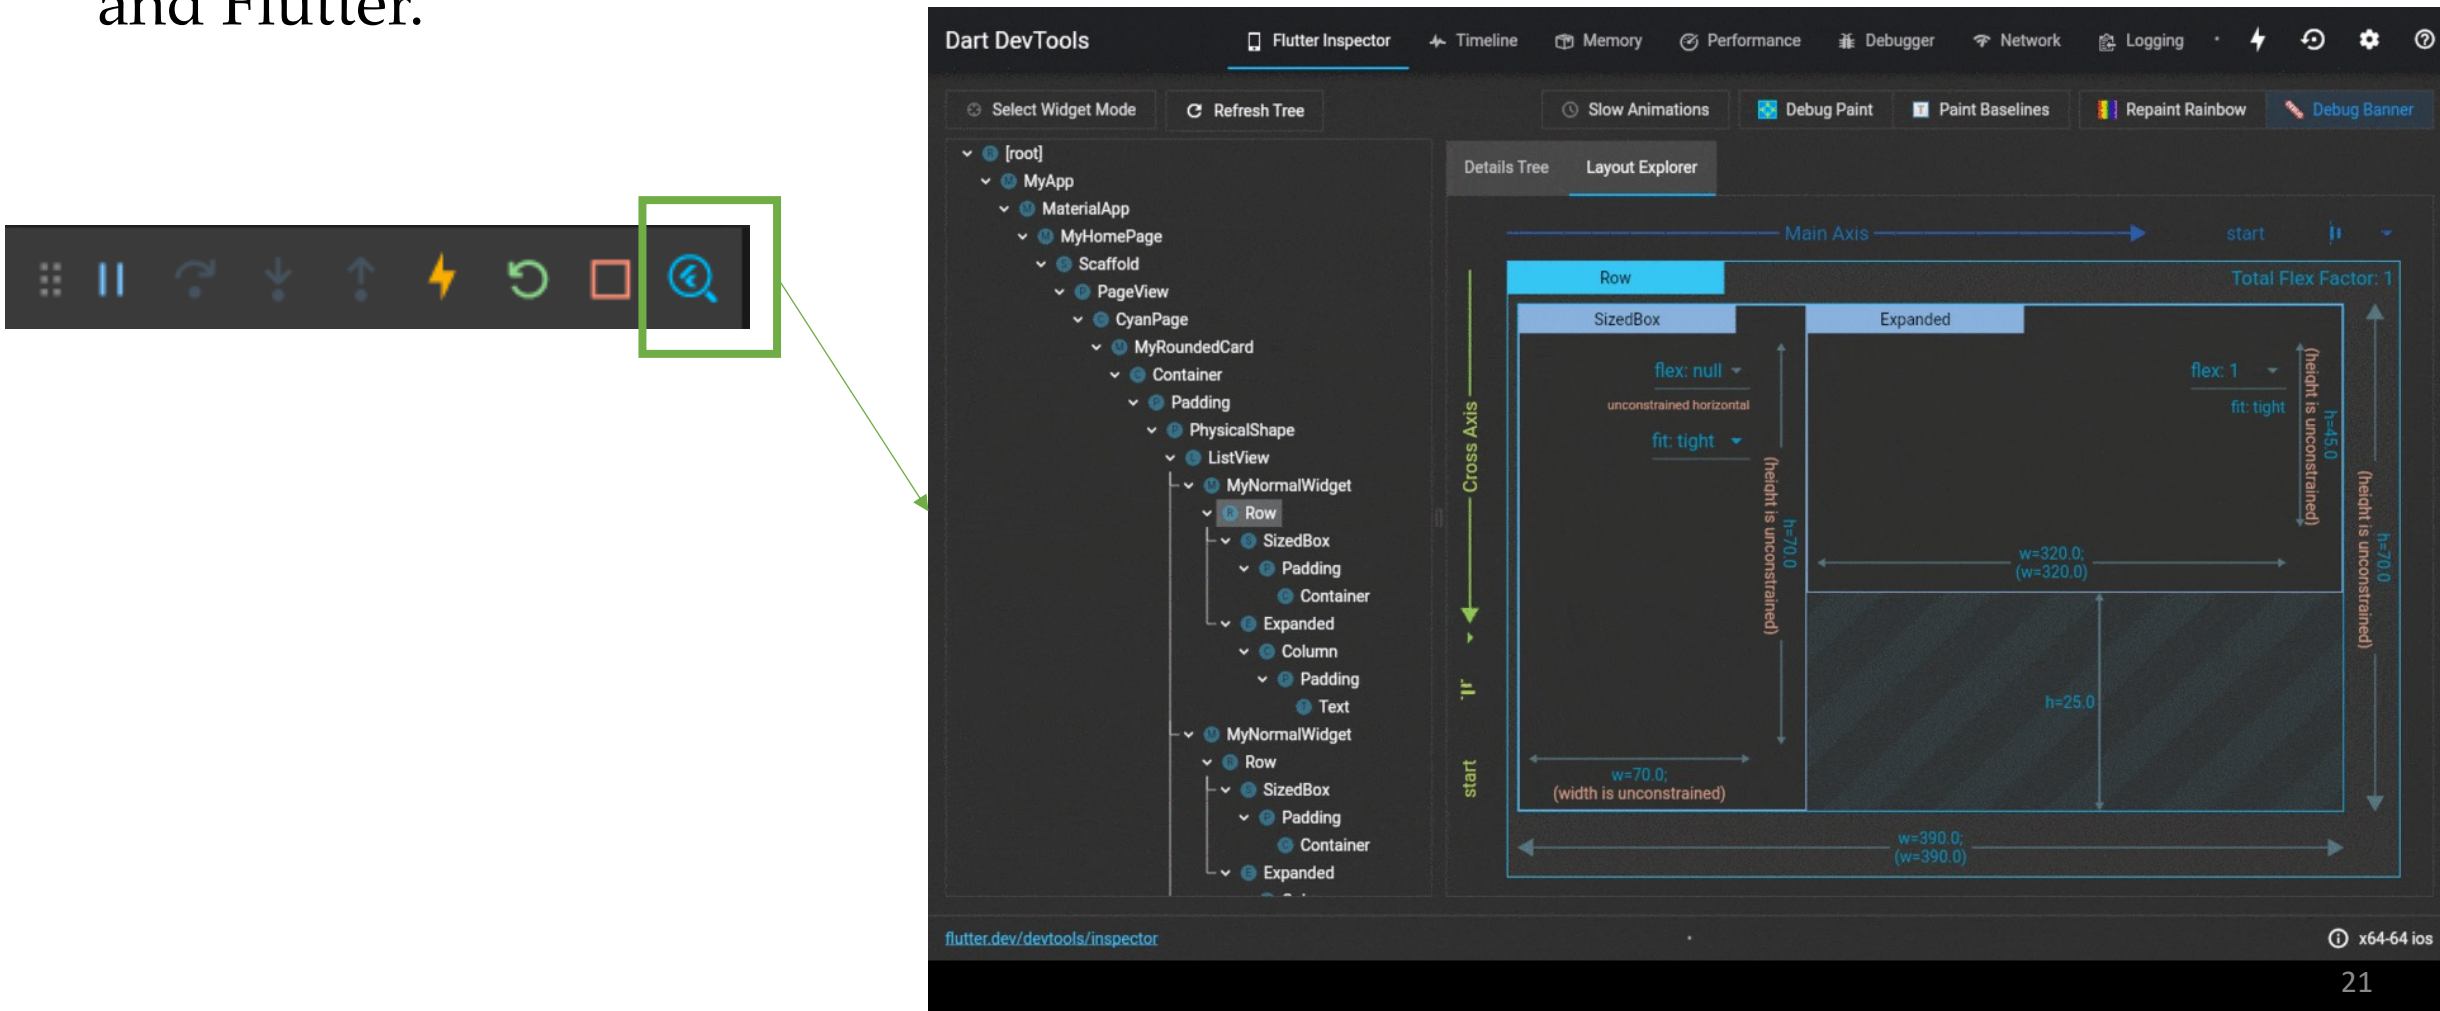 and Flutter.
Dart DevTools
Flutter Inspector
Timeline
Memory
Performance
Debugger
Network
Logging
Select Widget Mode
Refresh Tree
Slow Animations
Debug Paint
Paint Baselines
Repaint Rainbow
Debug Banner
[root]
MyApp
MaterialApp
MyHomePage
Scaffold
PageView
CyanPage
MyRoundedCard
Container
Padding
PhysicalShape
ListView
MyNormalWidget
Row
SizedBox
Padding
Container
Expanded
Column
Padding
Text
MyNormalWidget
Row
SizedBox
Padding
Container
Expanded
Details Tree
Layout Explorer
Main Axis
start
Cross Axis
start
Row
Total Flex Factor: 1
SizedBox
flex: null
unconstrained horizontal
fit: tight
h=70.0
(height is unconstrained)
w=70.0;
(width is unconstrained)
Expanded
flex: 1
fit: tight
h=45.0
(height is unconstrained)
w=320.0;
(w=320.0)
h=25.0
h=70.0
(height is unconstrained)
w=390.0;
(w=390.0)
flutter.dev/devtools/inspector
x64-64 ios
21